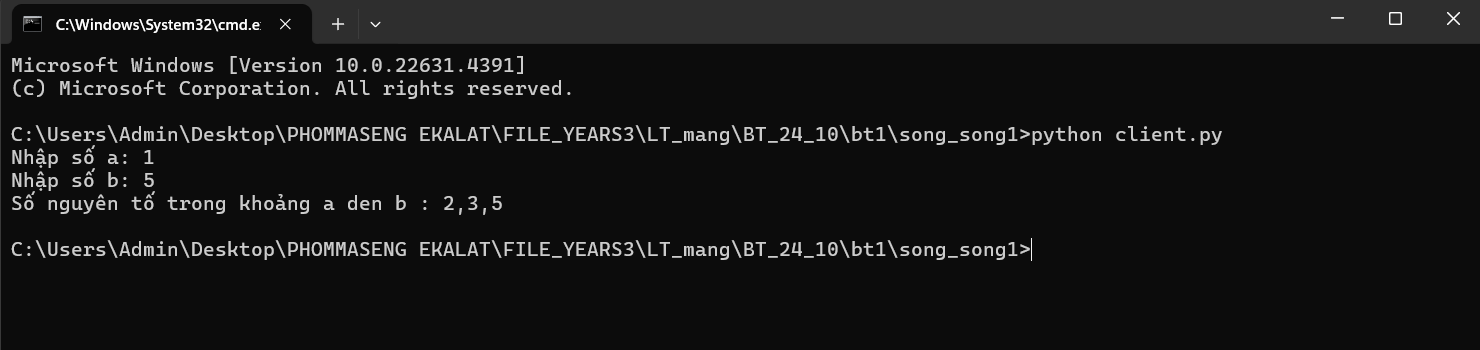 C:\Windows\System32\cmd.e
Microsoft Windows [Version 10.0.22631.4391]
(c) Microsoft Corporation. All rights reserved.
C:\Users\Admin\Desktop\PHOMMASENG EKALAT\FILE_YEARS3\LT_mang\BT_24_10\bt1\song_song1>python client.py
Nhập số a: 1
Nhập số b: 5
Số nguyên tố trong khoảng a den b : 2,3,5
C:\Users\Admin\Desktop\PHOMMASENG EKALAT\FILE_YEARS3\LT_mang\BT_24_10\bt1\song_song1>